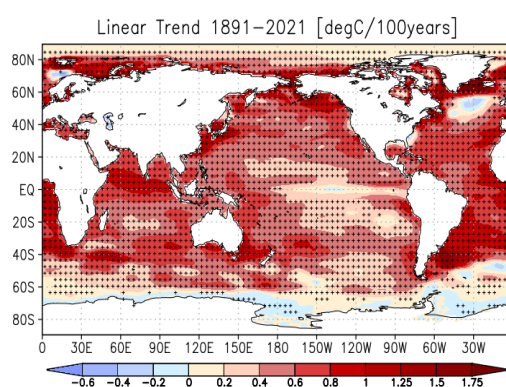 Linear Trend 1891-2021 [degC/100years]
80N
60N
40N
20N
EQ
20S
40S
60S
80S
0 30E 60E 90E 120E 150E 180 150W 120W 90W 60W 30W
-0.6 -0.4 -0.2 0 0.2 0.4 0.6 0.8 1 1.25 1.5 1.75